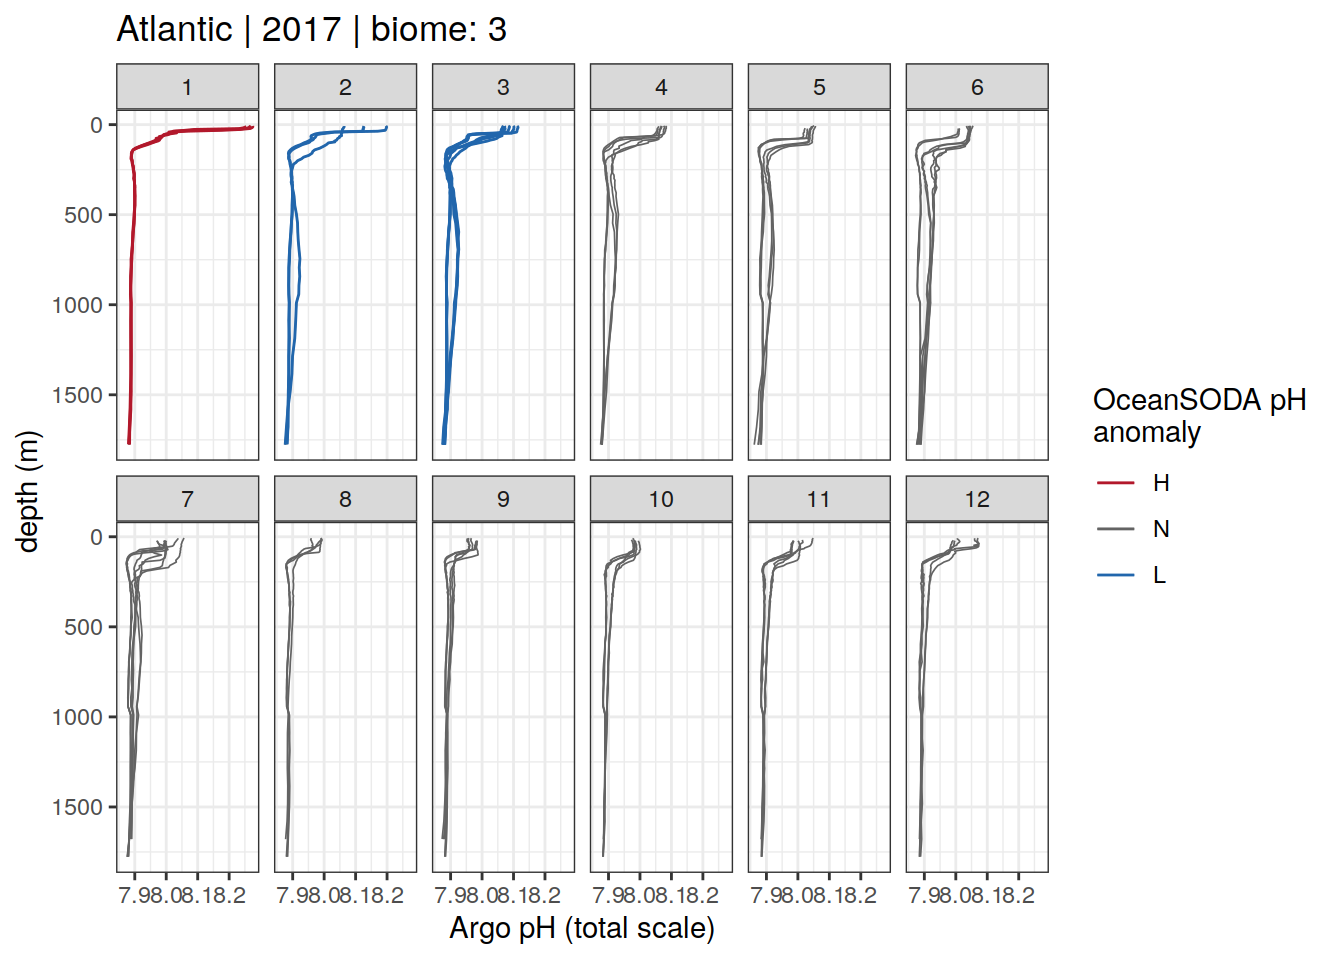 Atlantic | 2017 | biome: 3
1 2 3 4 5 6
0
500
1000
1500
7 8 9 10 11 12
0
500
1000
1500
depth (m)
7.98.08.18.2 7.98.08.18.2 7.98.08.18.2 7.98.08.18.2 7.98.08.18.2 7.98.08.18.2
Argo pH (total scale)
OceanSODA pH
anomaly
H
N
L